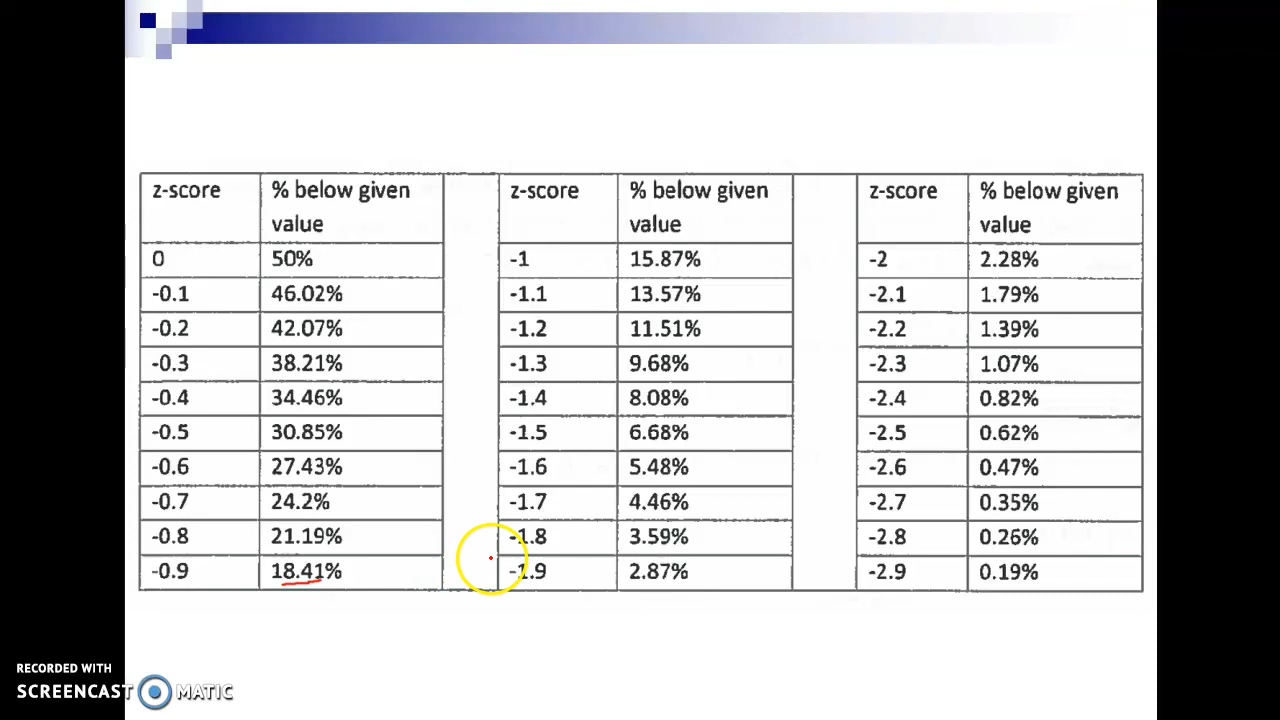 z-score % below given value z-score % below given value z-score % below given value
0 50% -1 15.87% -2 2.28%
-0.1 46.02% -1.1 13.57% -2.1 1.79%
-0.2 42.07% -1.2 11.51% -2.2 1.39%
-0.3 38.21% -1.3 9.68% -2.3 1.07%
-0.4 34.46% -1.4 8.08% -2.4 0.82%
-0.5 30.85% -1.5 6.68% -2.5 0.62%
-0.6 27.43% -1.6 5.48% -2.6 0.47%
-0.7 24.2% -1.7 4.46% -2.7 0.35%
-0.8 21.19% -1.8 3.59% -2.8 0.26%
-0.9 18.41% -1.9 2.87% -2.9 0.19%
RECORDED WITH
SCREENCAST MATIC